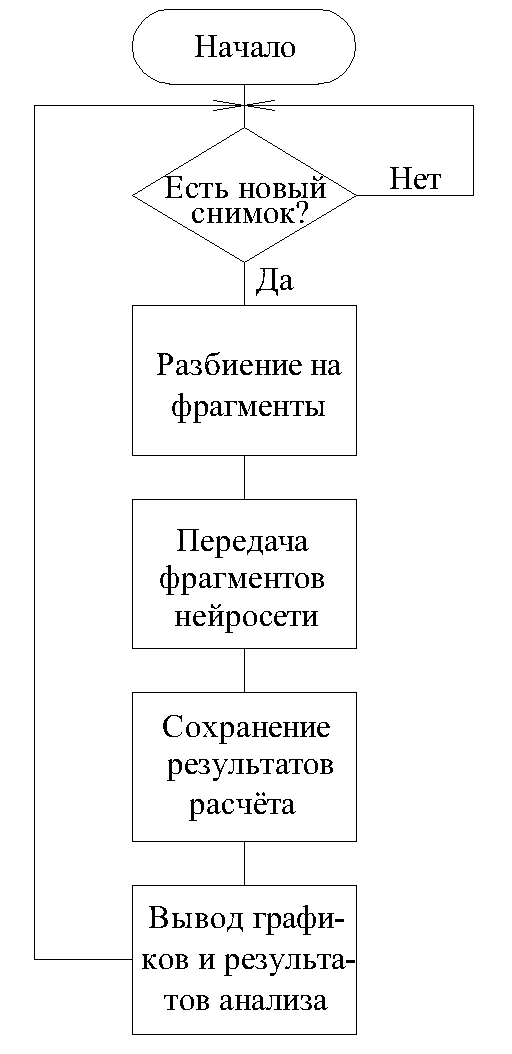 Начало
Есть новый
снимок?
Нет
Да
Разбиение на
фрагменты
Передача
фрагментов
нейросети
Сохранение
результатов
расчёта
Вывод графи-
ков и результа-
тов анализа